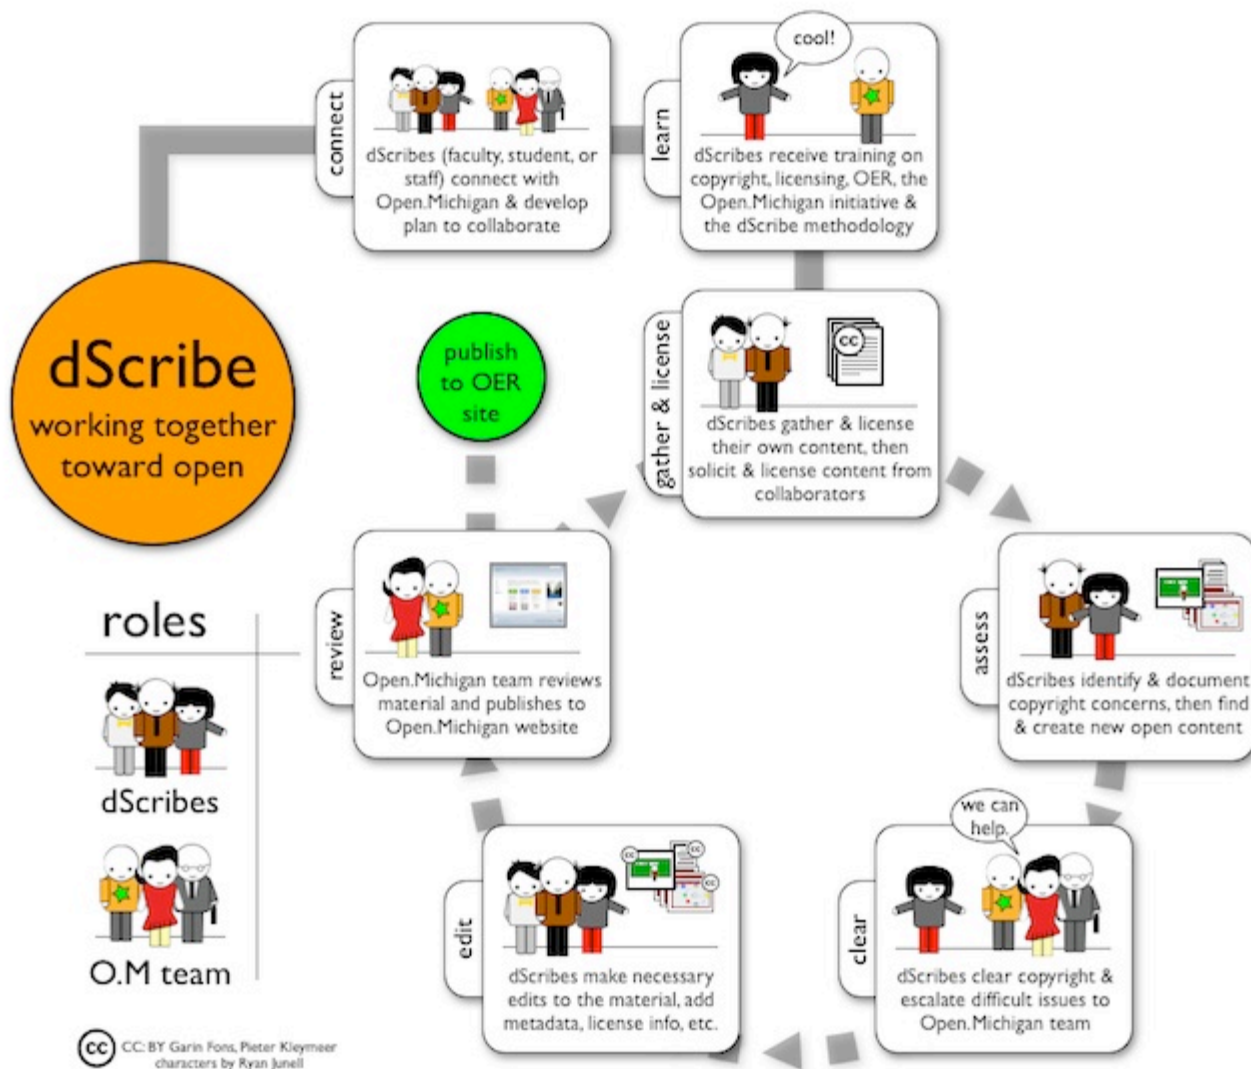 dScribe
working together
toward open
connect
dScribes (faculty, student, or
staff) connect with
Open.Michigan & develop
plan to collaborate
learn
cool!
dScribes receive training on
copyright, licensing, OER, the
Open.Michigan initiative &
the dScribe methodology
gather & license
cc
dScribes gather & license
their own content, then
solicit & license content from
collaborators
assess
dScribes identify & document
copyright concerns, then find
& create new open content
clear
we can
help.
dScribes clear copyright &
escalate difficult issues to
Open.Michigan team
edit
cc
cc
cc
dScribes make necessary
edits to the material, add
metadata, license info, etc.
review
Open.Michigan team reviews
material and publishes to
Open.Michigan website
publish
to OER
site
roles
dScribes
O.M team
cc
CC: BY Garin Fons, Pieter Kleymeer
characters by Ryan Junell